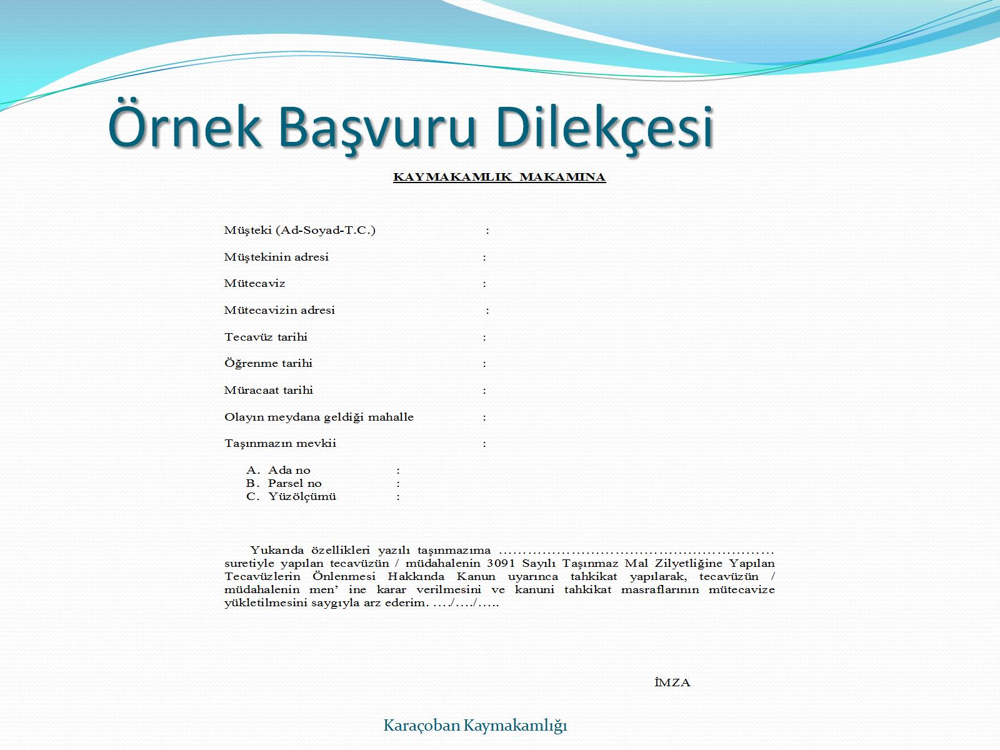 Örnek Başvuru Dilekçesi
KAYMAKAMLIK MAKAMINA
Müşteki (Ad-Soyad-T.C.) :
Müştekinin adresi :
Mütecaviz :
Mütecavizin adresi :
Tecavüz tarihi :
Öğrenme tarihi :
Müracaat tarihi :
Olayın meydana geldiği mahalle :
Taşınmazın mevkii :
A. Ada no :
B. Parsel no :
C. Yüzölçümü :
Yukarıda özellikleri yazılı taşınmazıma …………………………………………………
suretiyle yapılan tecavüzün / müdahalenin 3091 Sayılı Taşınmaz Mal Zilyetliğine Yapılan
Tecavüzlerin Önlenmesi Hakkında Kanun uyarınca tahkikat yapılarak, tecavüzün /
müdahalenin men’ ine karar verilmesini ve kanuni tahkikat masraflarının mütecavize
yükletilmesini saygıyla arz ederim. …./…./…..
İMZA
Karaçoban Kaymakamlığı